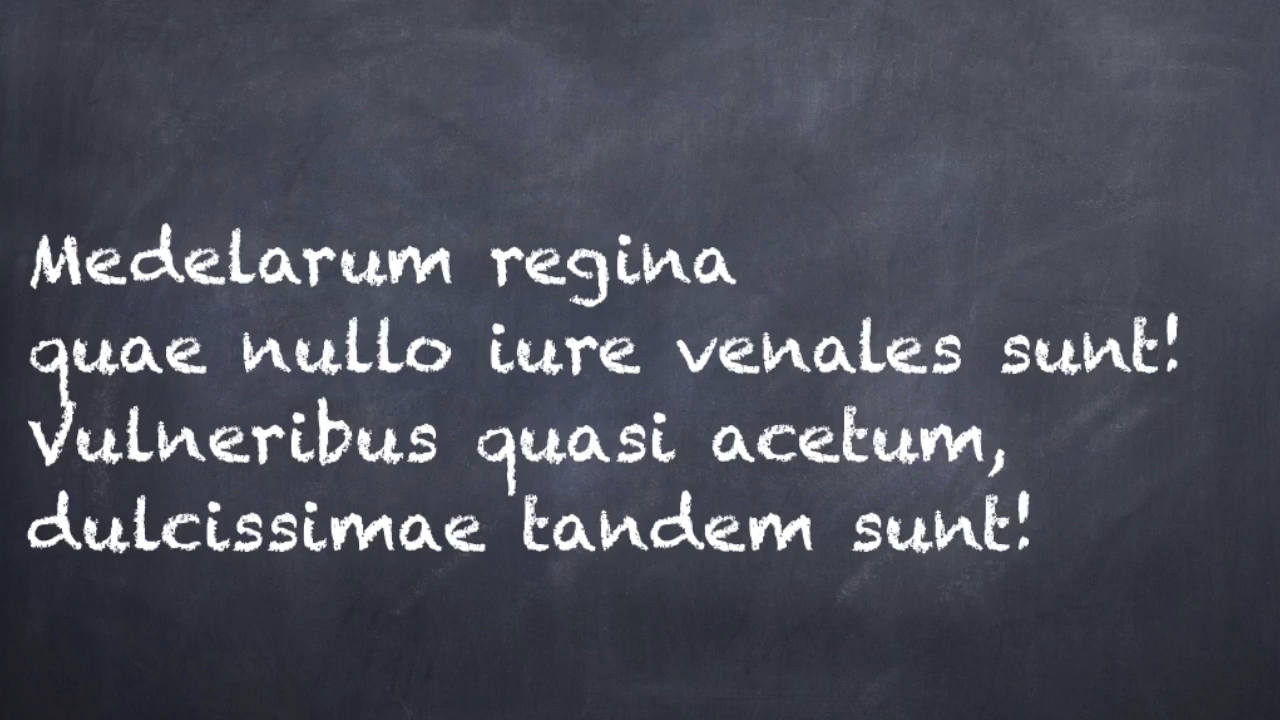 Medelarum regina
quae nullo iure venales sunt!
Vulneribus quasi acetum,
dulcissimae tandem sunt!